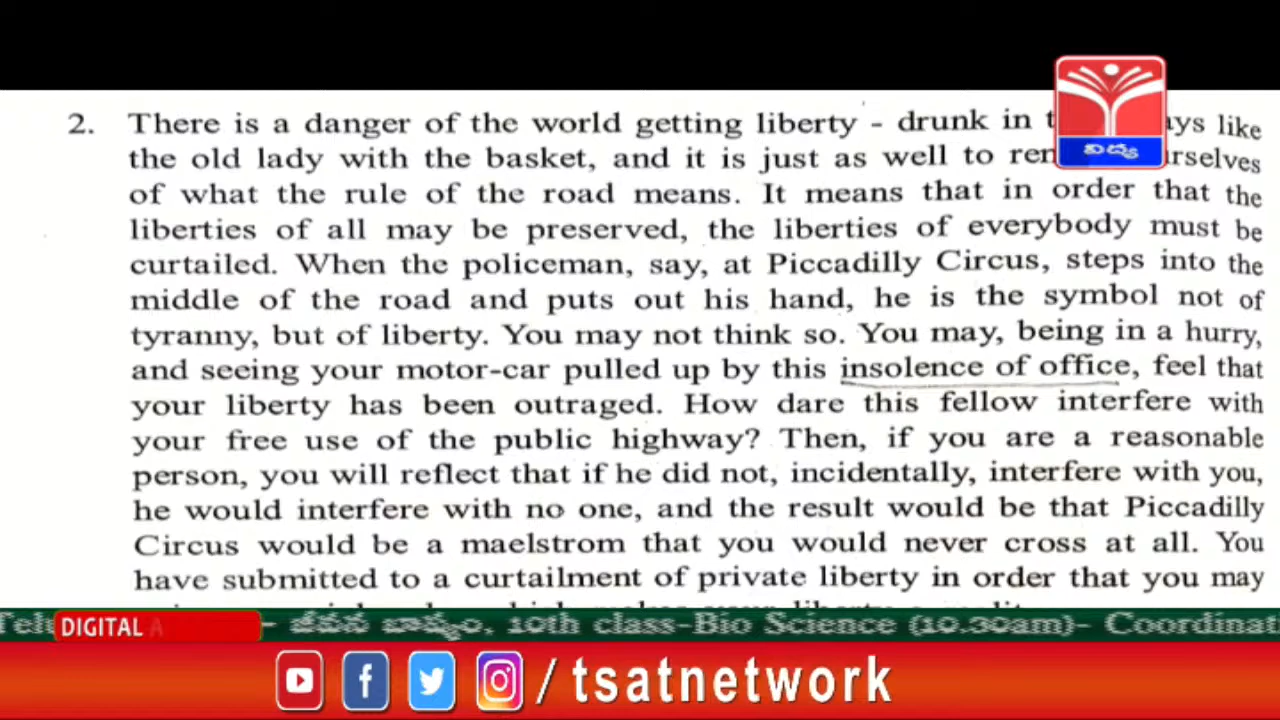 విద్య
2. There is a danger of the world getting liberty - drunk in ays like
the old lady with the basket, and it is just as well to urselves
of what the rule of the road means. It means that in order that the
liberties of all may be preserved, the liberties of everybody must be
curtailed. When the policeman, say, at Piccadilly Circus, steps into the
middle of the road and puts out his hand, he is the symbol not of
tyranny, but of liberty. You may not think so. You may, being in a hurry,
and seeing your motor-car pulled up by this insolence of office, feel that
your liberty has been outraged. How dare this fellow interfere with
your free use of the public highway? Then, if you are a reasonable
person, you will reflect that if he did not, incidentally, interfere with you,
he would interfere with no one, and the result would be that Piccadilly
Circus would be a maelstrom that you would never cross at all. You
have submitted to a curtailment of private liberty in order that you may
DIGITAL - జీవన 10th class-Bio Science (10.30am)- Coordinat
/ tsatnetwork